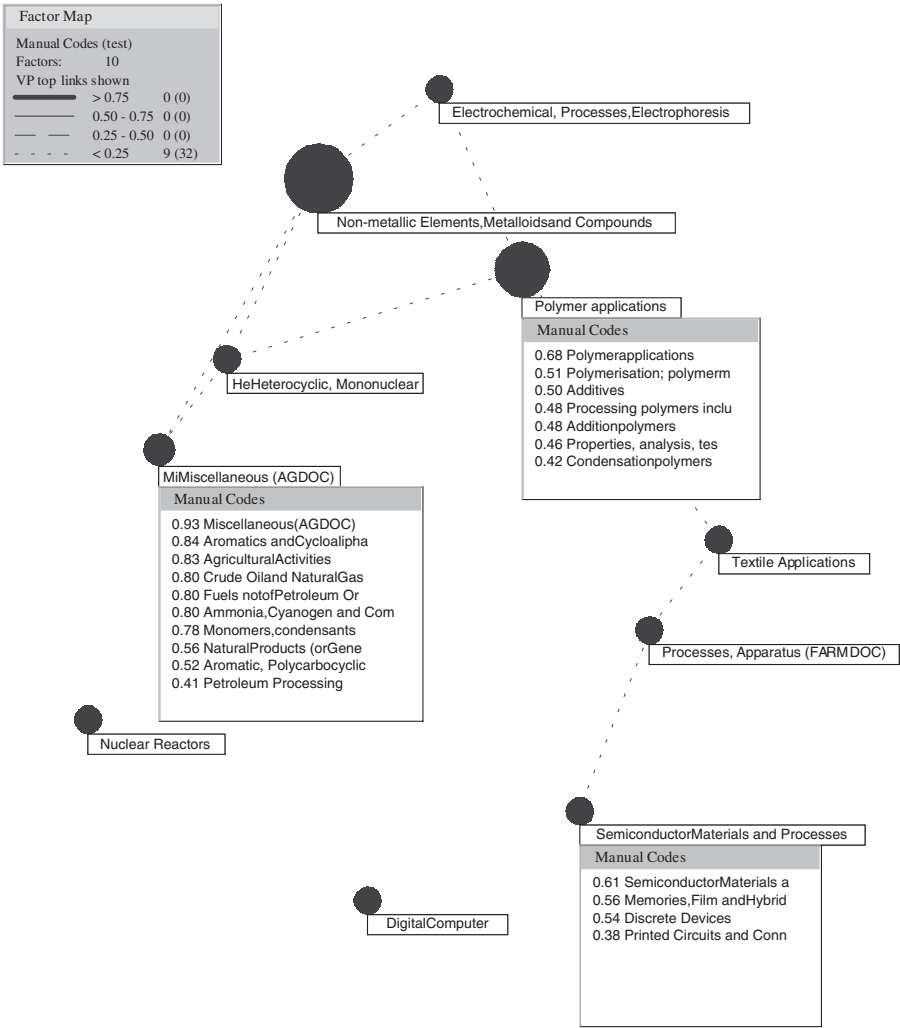 Factor Map
Manual Codes (test)
Factors: 10
VP top links shown
> 0.75 0 (0)
0.50 - 0.75 0 (0)
0.25 - 0.50 0 (0)
< 0.25 9 (32)
Electrochemical, Processes,Electrophoresis
Non-metallic Elements,Metalloidsand Compounds
Polymer applications
Manual Codes
0.68 Polymerapplications
0.51 Polymerisation; polymerm
0.50 Additives
0.48 Processing polymers inclu
0.48 Additionpolymers
0.46 Properties, analysis, tes
0.42 Condensationpolymers
HeHeterocyclic, Mononuclear
MiMiscellaneous (AGDOC)
Manual Codes
0.93 Miscellaneous(AGDOC)
0.84 Aromatics andCycloalipha
0.83 AgriculturalActivities
0.80 Crude Oiland NaturalGas
0.80 Fuels notofPetroleum Or
0.80 Ammonia,Cyanogen and Com
0.78 Monomers,condensants
0.56 NaturalProducts (orGene
0.52 Aromatic, Polycarbocyclic
0.41 Petroleum Processing
Textile Applications
Processes, Apparatus (FARMDOC)
Nuclear Reactors
SemiconductorMaterials and Processes
Manual Codes
0.61 SemiconductorMaterials a
0.56 Memories,Film andHybrid
0.54 Discrete Devices
0.38 Printed Circuits and Conn
DigitalComputer